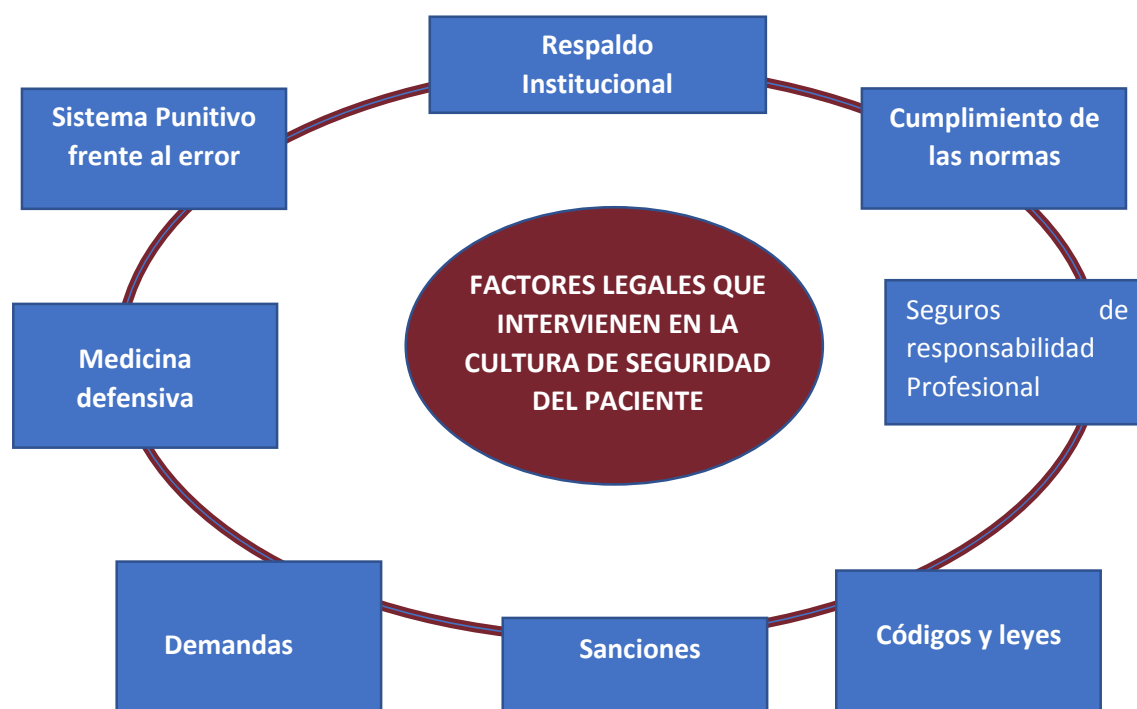 Respaldo
Institucional
Sistema Punitivo
frente al error
Cumplimiento de
las normas
FACTORES LEGALES QUE
INTERVIENEN EN LA
CULTURA DE SEGURIDAD
DEL PACIENTE
Seguros de
responsabilidad
Profesional
Medicina
defensiva
Demandas
Sanciones
Códigos y leyes